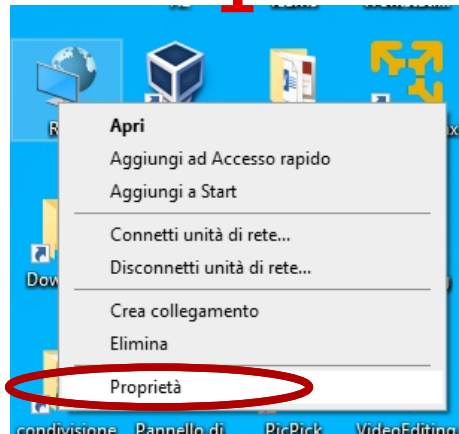 Apri
Aggiungi ad Accesso rapido
Aggiungi a Start
Connetti unità di rete...
Disconnetti unità di rete...
Crea collegamento
Elimina
Proprietà
condivisione Pannello di PicPick VideoEditing